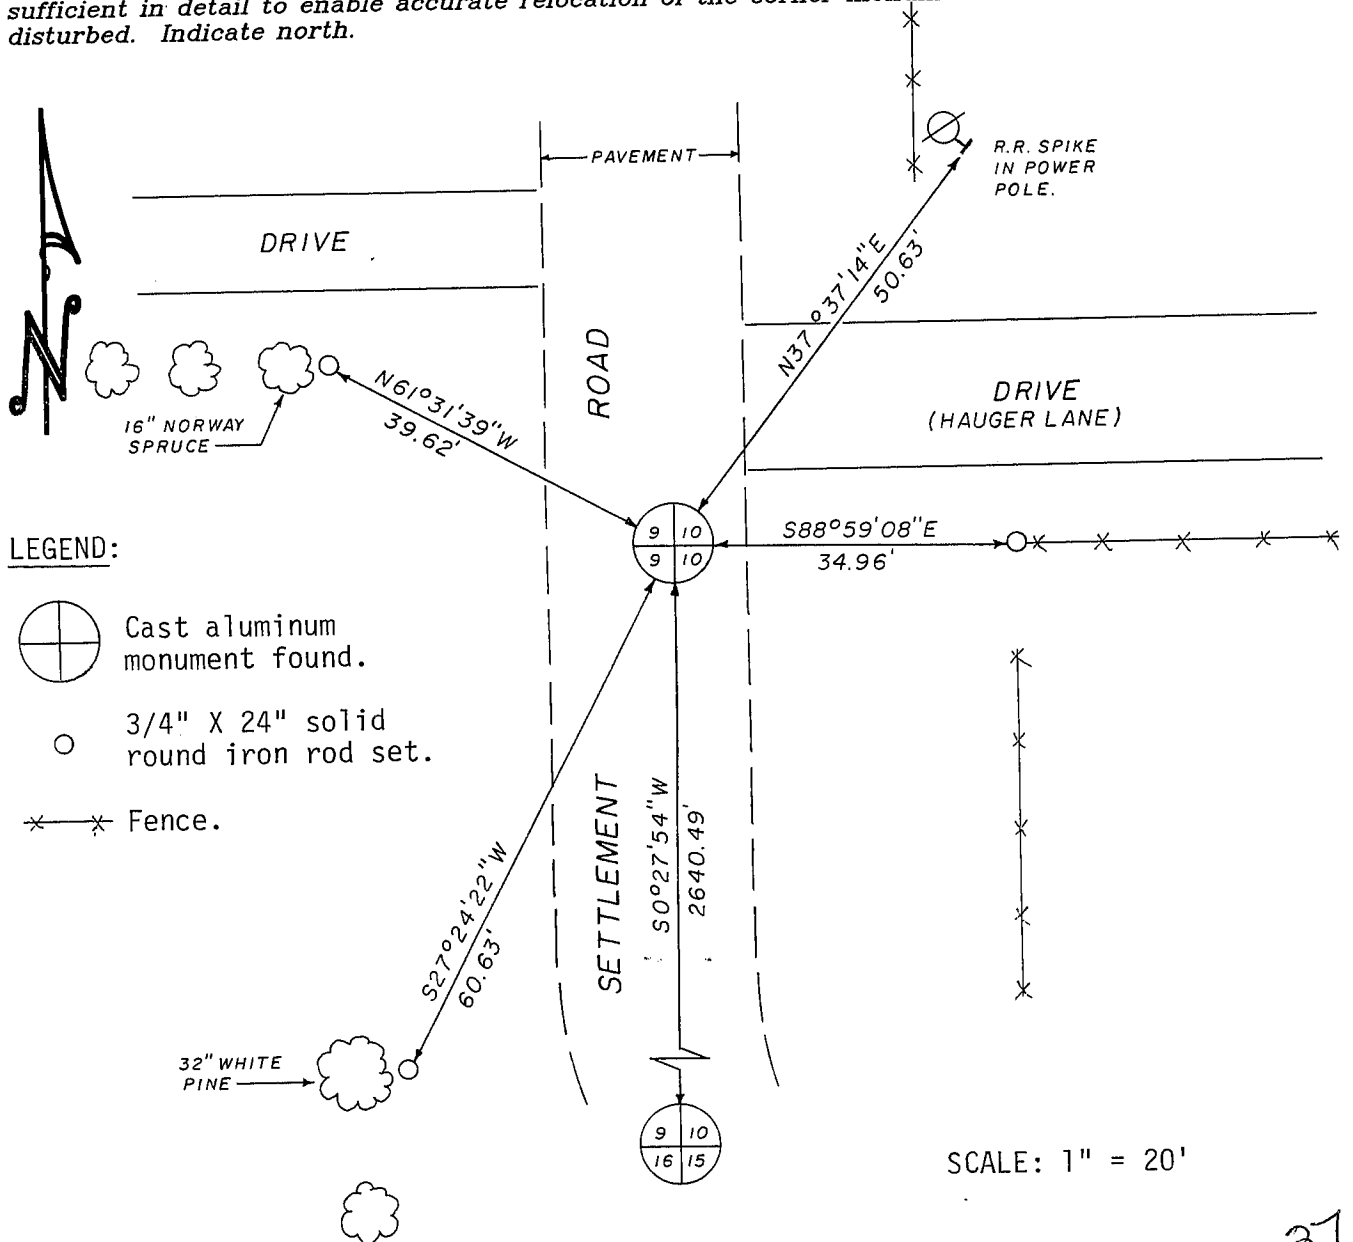 sufficient in detail to enable accurate relocation of the corner
disturbed. Indicate north.
PAVEMENT
R.R. SPIKE
IN POWER
POLE.
DRIVE
N37°37'14"E
50.63'
N
ROAD
N61°31'39"W
39.62'
16" NORWAY
SPRUCE
DRIVE
(HAUGER LANE)
9 10
9 10
S88°59'08"E
34.96'
LEGEND:
Cast aluminum
monument found.
3/4" X 24" solid
round iron rod set.
Fence.
SETTLEMENT
S0°27'54"W
2640.49'
S27°24'22"W
60.63'
32" WHITE
PINE
9 10
16 15
SCALE: 1" = 20'
37